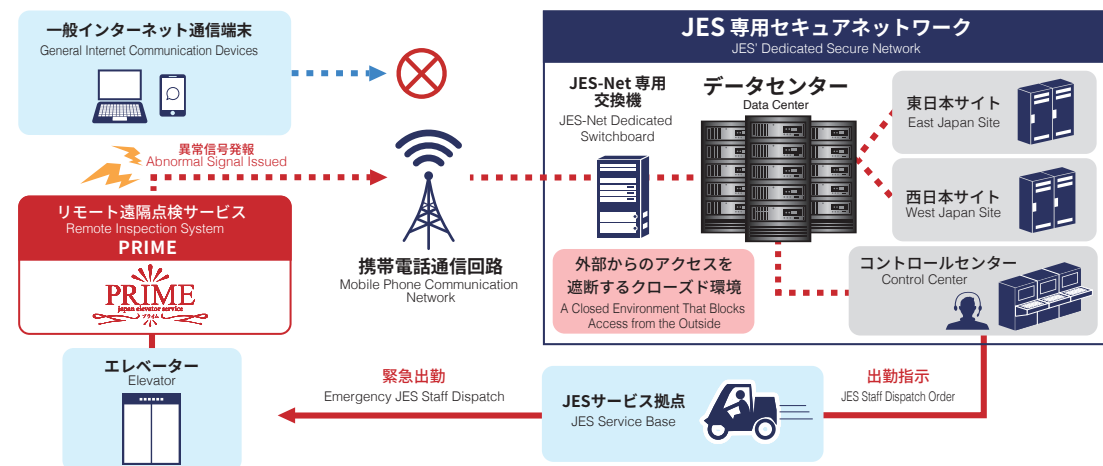 一般インターネット通信端末
General Internet Communication Devices
JES 専用セキュアネットワーク
JES' Dedicated Secure Network
JES-Net 専用
交換機
JES-Net Dedicated
Switchboard
データセンター
Data Center
東日本サイト
East Japan Site
西日本サイト
West Japan Site
異常信号発報
Abnormal Signal Issued
リモート遠隔点検サービス
Remote Inspection System
PRIME
PRIME
japan elevator service
プライム
携帯電話通信回路
Mobile Phone Communication
Network
外部からのアクセスを
遮断するクローズド環境
A Closed Environment That Blocks
Access from the Outside
コントロールセンター
Control Center
エレベーター
Elevator
緊急出動
Emergency JES Staff Dispatch
JESサービス拠点
JES Service Base
出動指示
JES Staff Dispatch Order